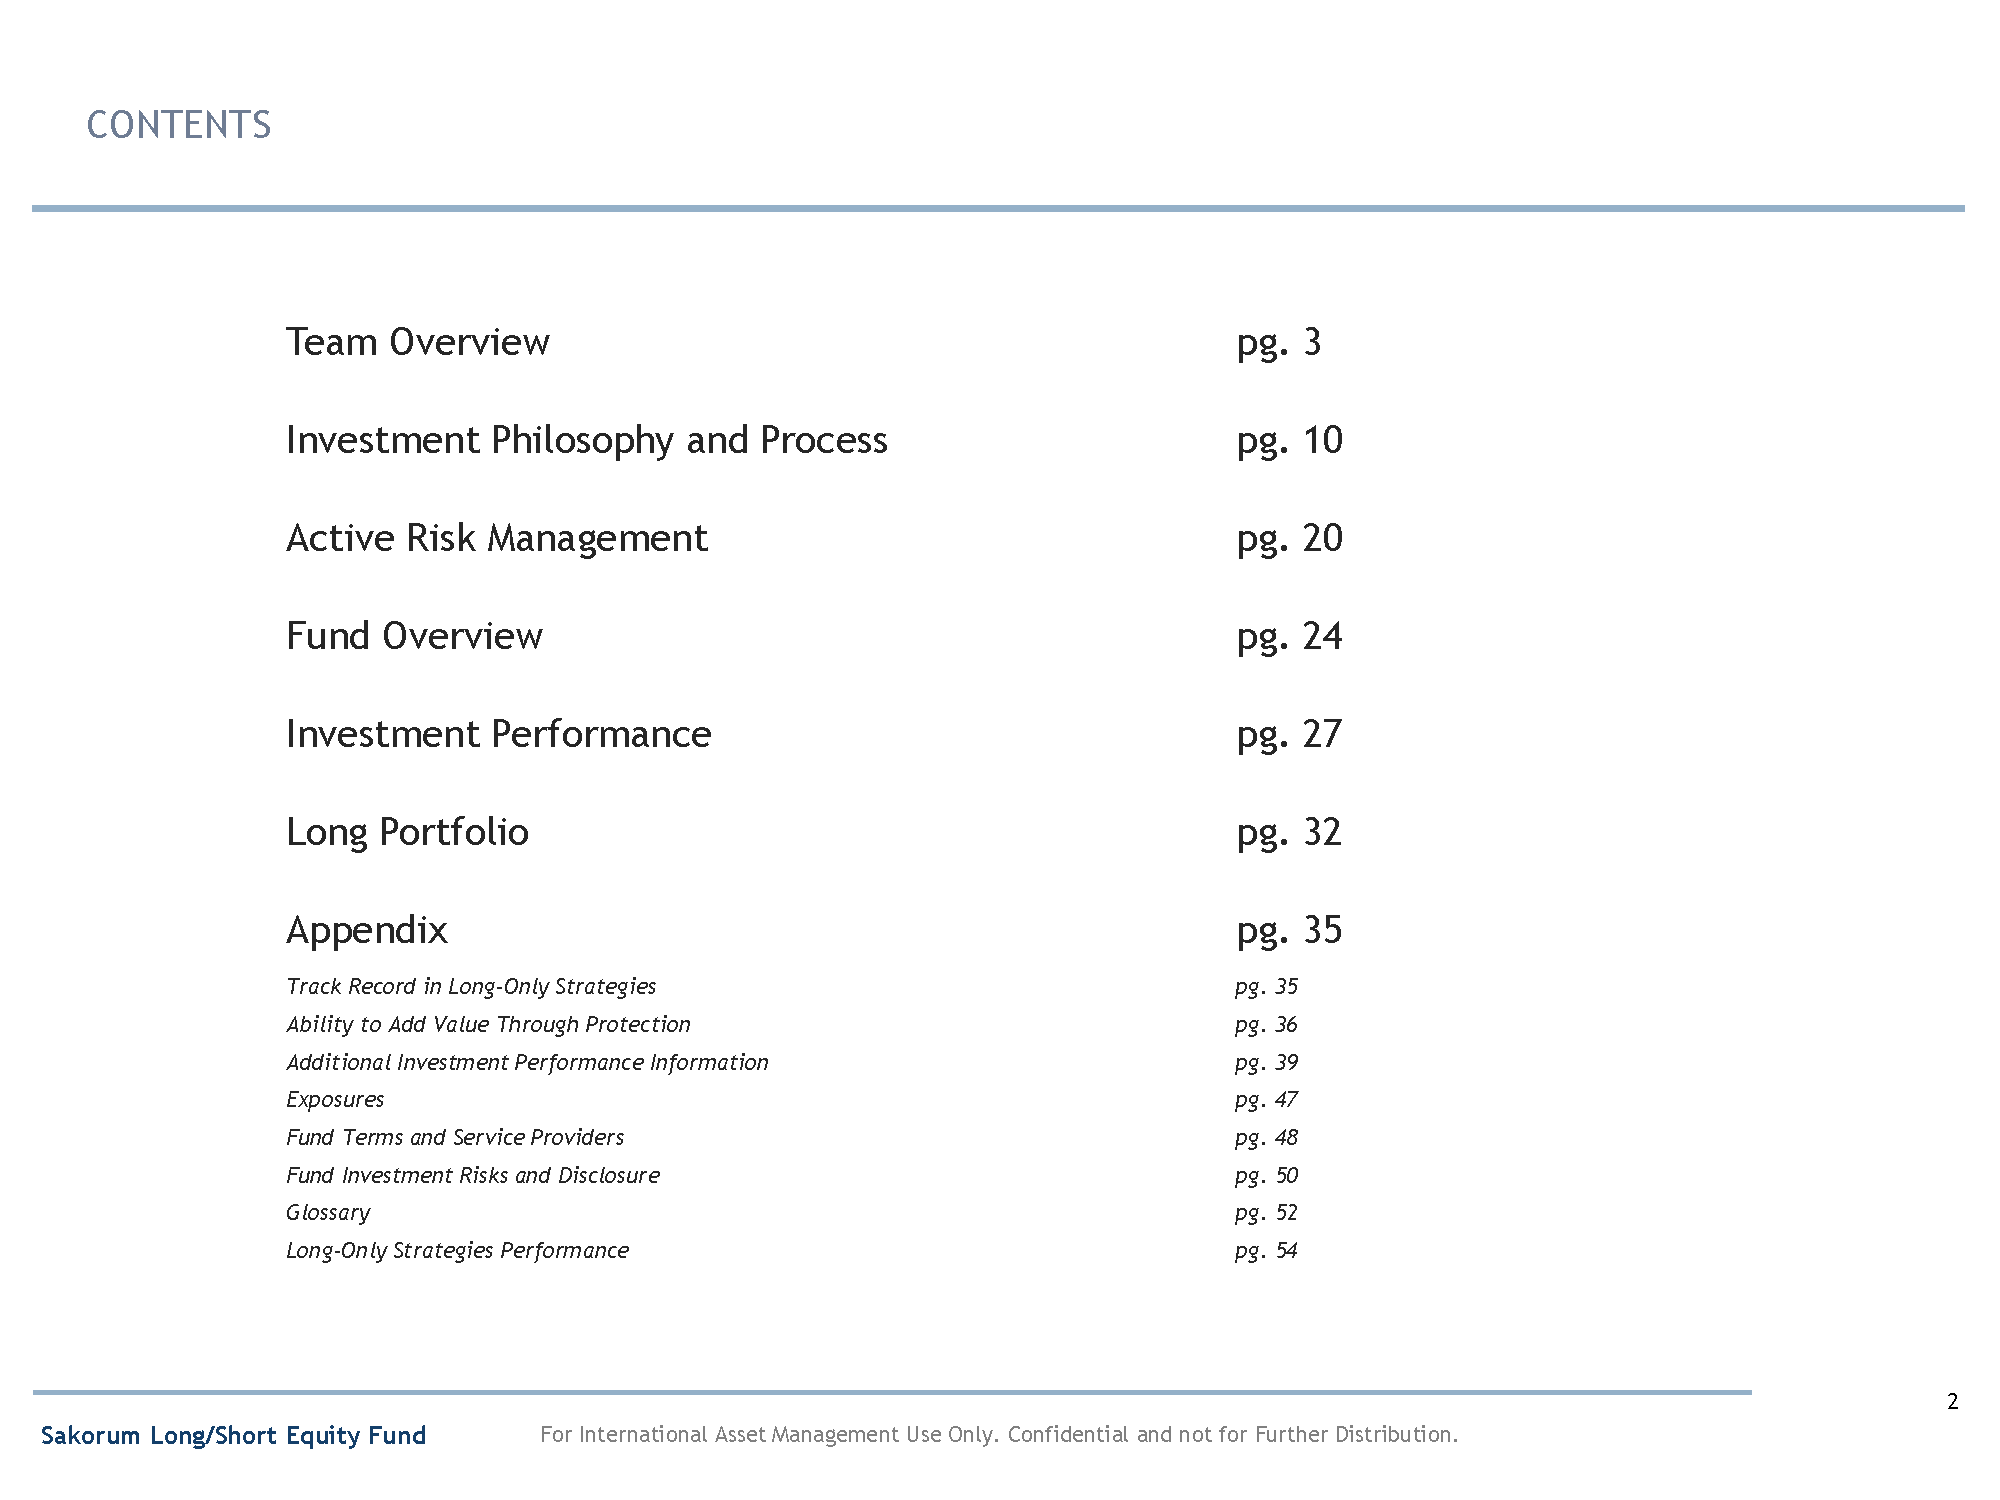 CONTENTS
Team Overview pg. 3
Investment Philosophy and Process pg. 10
Active Risk Management pg. 20
Fund Overview pg. 24
Investment Performance pg. 27
Long Portfolio pg. 32
Appendix pg. 35
Track Record in Long-Only Strategies pg. 35
Ability to Add Value Through Protection pg. 36
Additional Investment Performance Information pg. 39
Exposures pg. 47
Fund Terms and Service Providers pg. 48
Fund Investment Risks and Disclosure pg. 50
Glossary pg. 52
Long-Only Strategies Performance pg. 54
2
Sakorum Long/Short Equity Fund For International Asset Management Use Only. Confidential and not for Further Distribution.